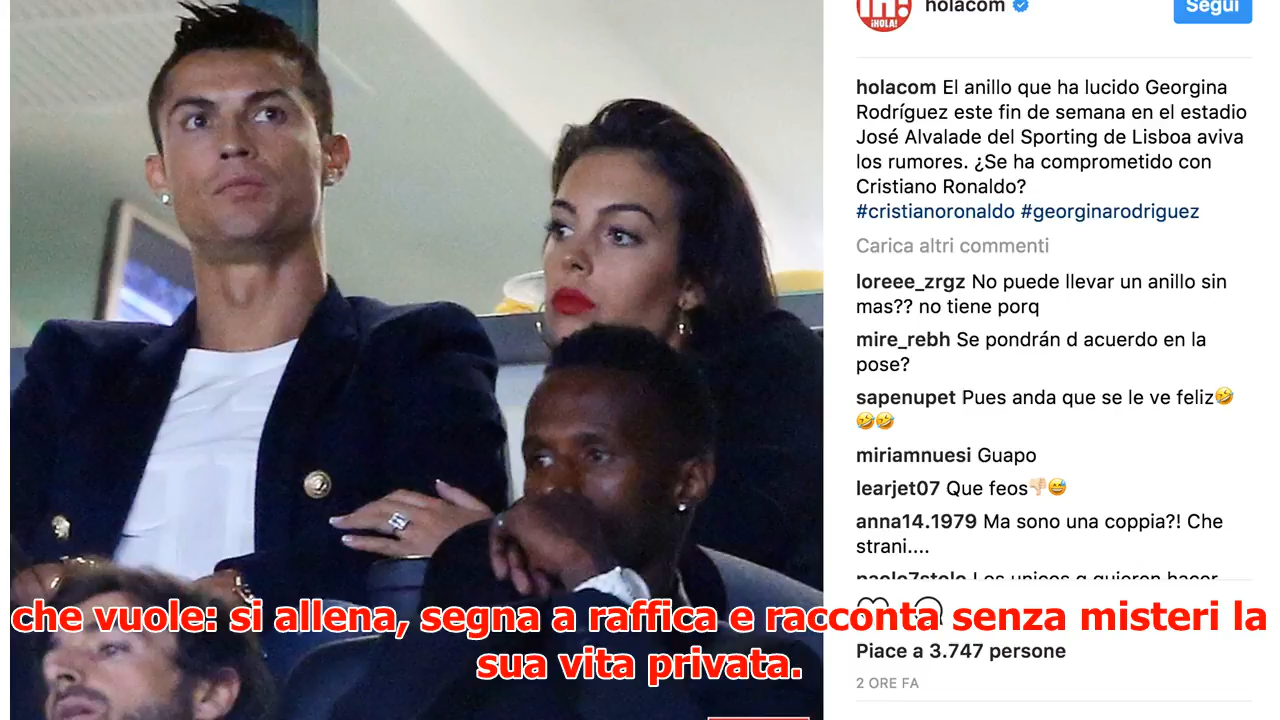 ¡HOLA!
holacom
Segui
holacom El anillo que ha lucido Georgina
Rodríguez este fin de semana en el estadio
José Alvalade del Sporting de Lisboa aviva
los rumores. ¿Se ha comprometido con
Cristiano Ronaldo?
#cristianoronaldo #georginarodriguez
Carica altri commenti
loreee_zrgz No puede llevar un anillo sin
mas?? no tiene porq
mire_rebh Se pondrán d acuerdo en la
pose?
sapenupet Pues anda que se le ve feliz🤣
🤣🤣
miriamnuesi Guapo
learjet07 Que feos👎🏻😅
anna14.1979 Ma sono una coppia?! Che
strani....
che vuole: si allena, segna a raffica e racconta senza misteri la
sua vita privata.
Piace a 3.747 persone
2 ORE FA